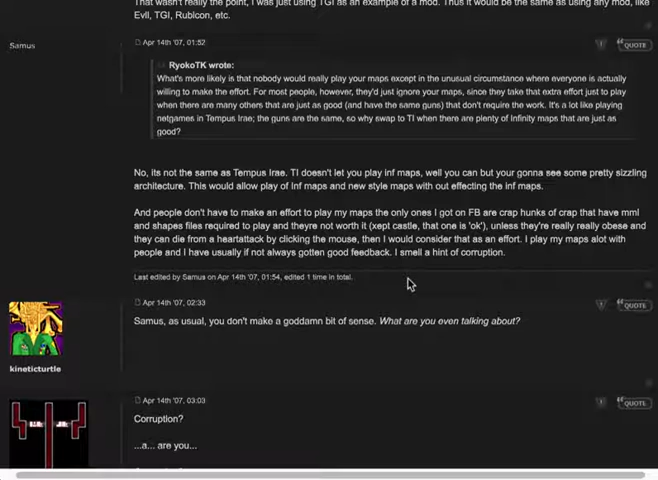 That wasn't really the point, I was just using TGI as an example of a mod. Thus it would be the same as using any mod, like
Evil, TGI, Rubicon, etc.
Samus
Apr 14th '07, 01:52
QUOTE
RyokoTK wrote:
What's more likely is that nobody would really play your maps except in the unusual circumstance where everyone is actually
willing to make the effort. For most people, however, they'd just ignore your maps, since they take that extra effort just to play
when there are many others that are just as good (and have the same guns) that don't require the work. It's a lot like playing
netgames in Tempus Irae; the guns are the same, so why swap to TI when there are plenty of Infinity maps that are just as
good?
No, its not the same as Tempus Irae. TI doesn't let you play inf maps, well you can but your gonna see some pretty sizzling
architecture. This would allow play of Inf maps and new style maps with out effecting the inf maps.
And people don't have to make an effort to play my maps the only ones I got on FB are crap hunks of crap that have mml
and shapes files required to play and theyre not worth it (xept castle, that one is 'ok'), unless they're really really obese and
they can die from a heartattack by clicking the mouse, then I would consider that as an effort. I play my maps alot with
people and I have usually if not always gotten good feedback. I smell a hint of corruption.
Last edited by Samus on Apr 14th '07, 01:54, edited 1 time in total.
Apr 14th '07, 02:33
QUOTE
Samus, as usual, you don't make a goddamn bit of sense. What are you even talking about?
kineticturtle
Apr 14th '07, 03:03
QUOTE
Corruption?
...a... are you...